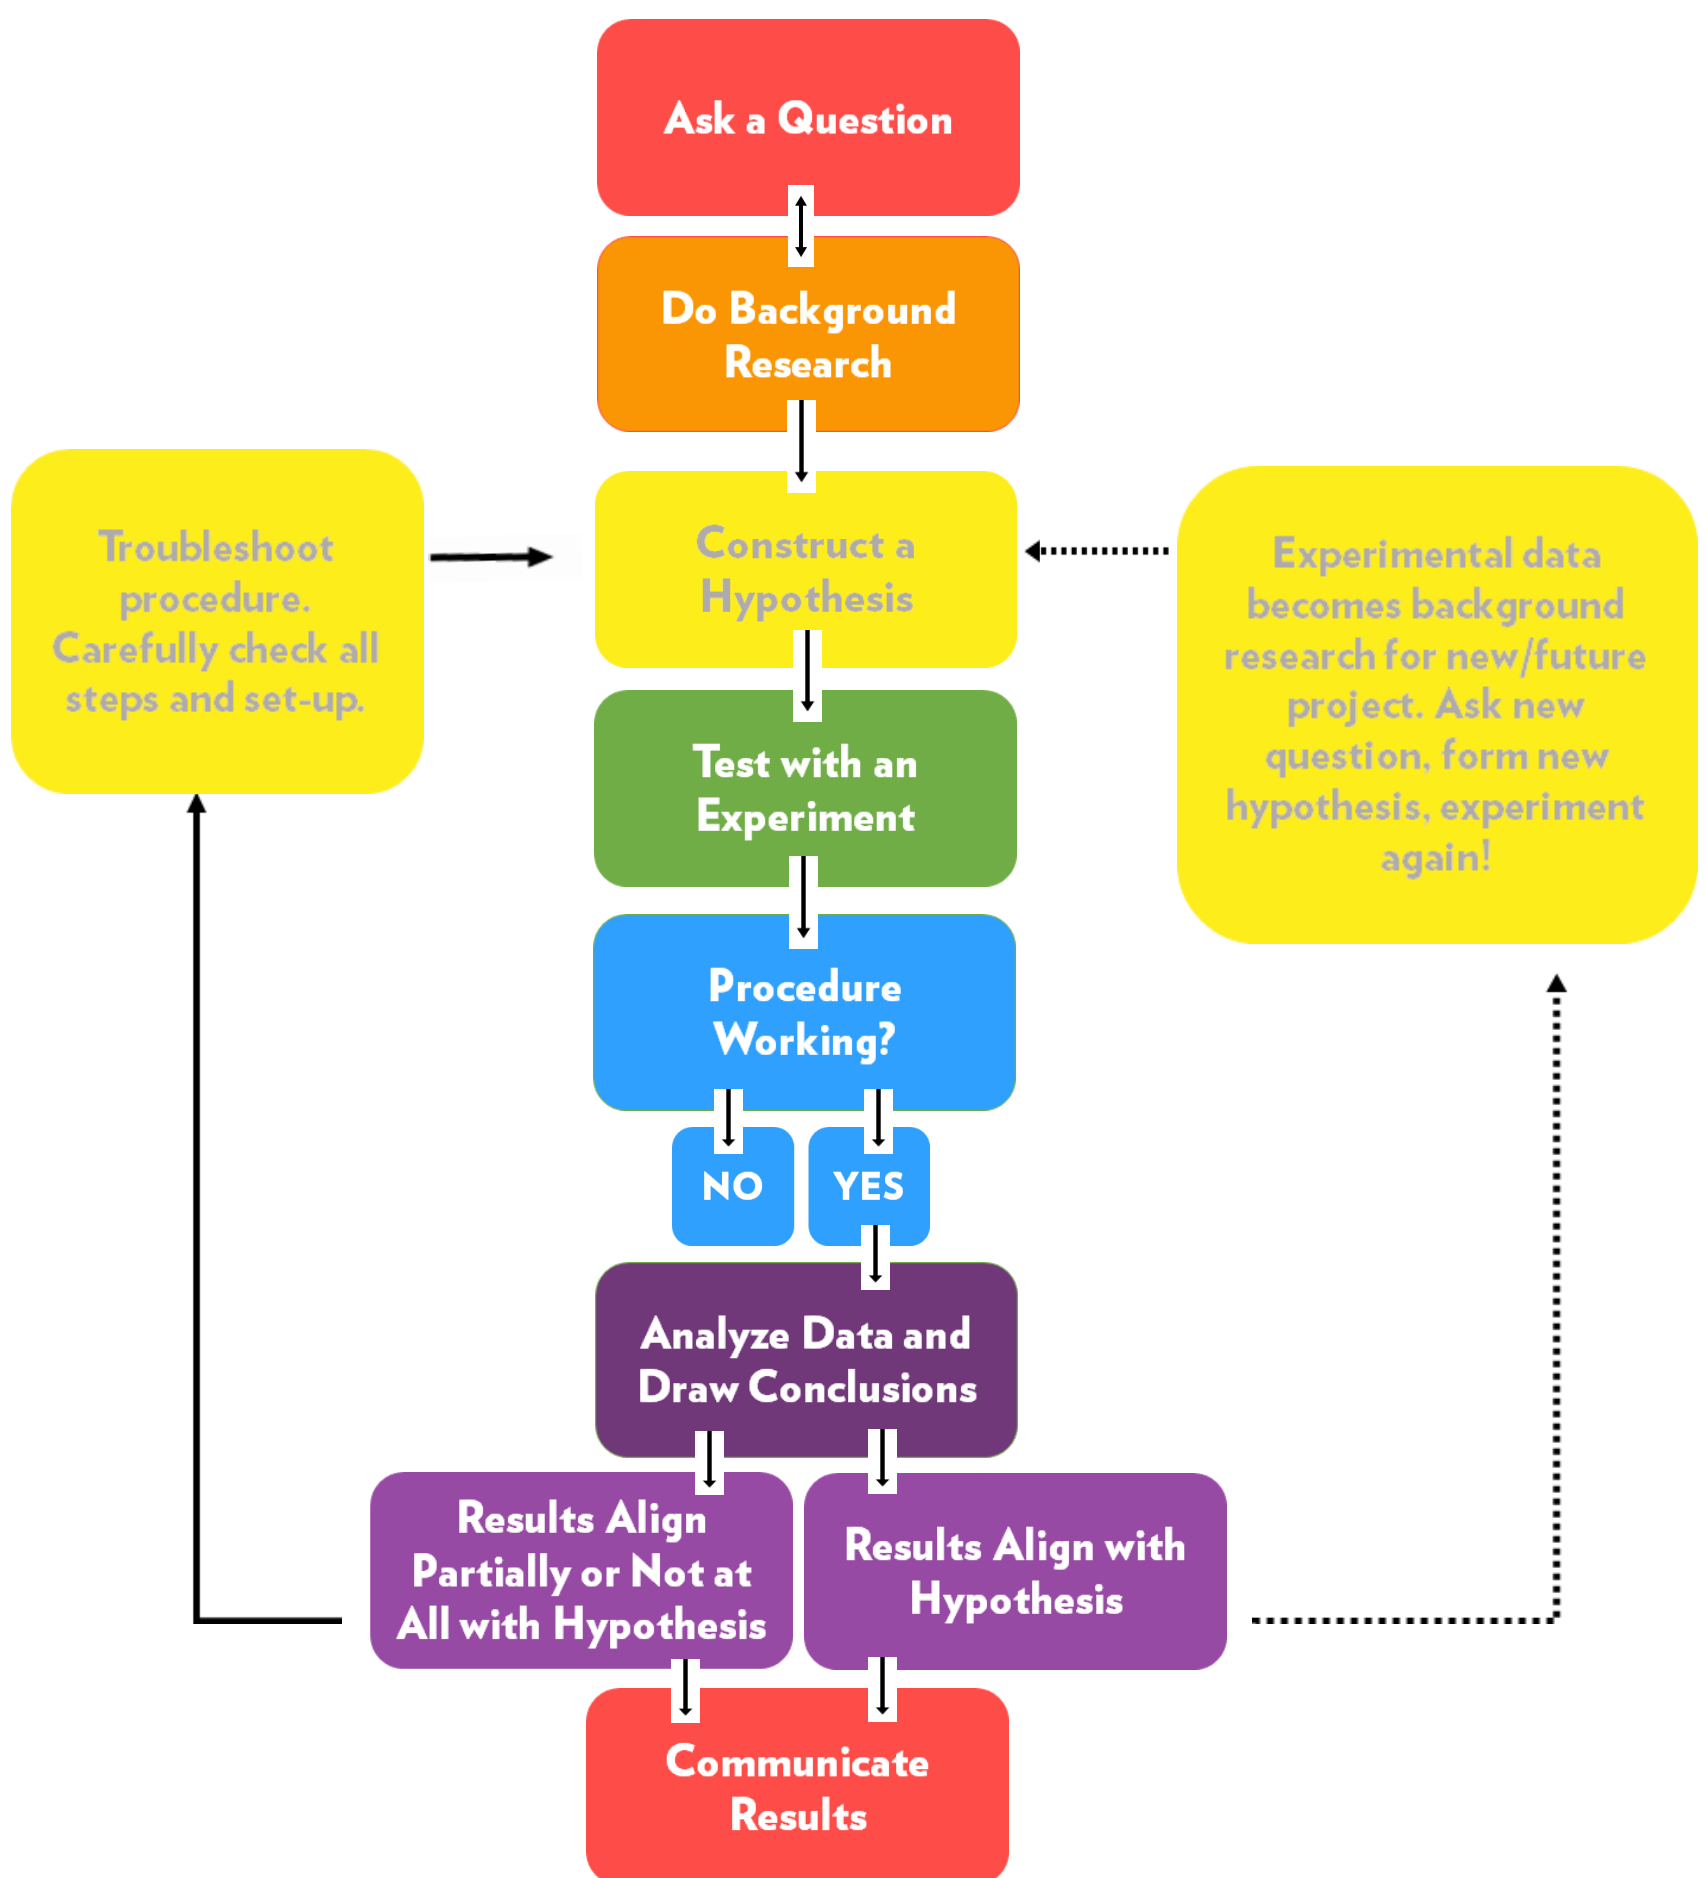 Ask a Question
Do Background
Research
Troubleshoot
procedure.
Carefully check all
steps and set-up.
Construct a
Hypothesis
Experimental data
becomes background
research for new/future
project. Ask new
question, form new
hypothesis, experiment
again!
Test with an
Experiment
Procedure
Working?
NO
YES
Analyze Data and
Draw Conclusions
Results Align
Partially or Not at
All with Hypothesis
Results Align with
Hypothesis
Communicate
Results